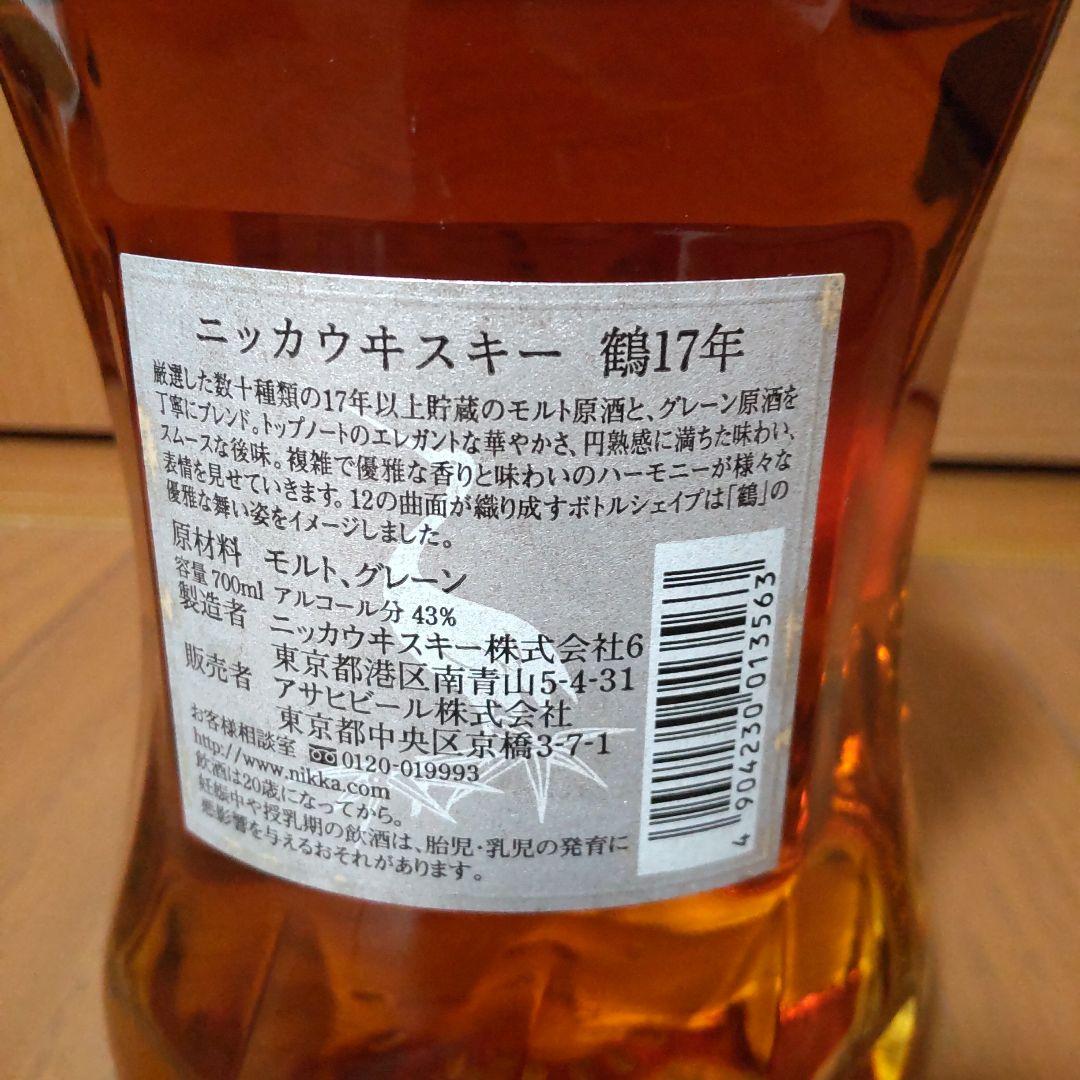 ニッカウヰスキー 鶴17年
厳選した数十種類の17年以上貯蔵のモルト原酒と、グレーン原酒を
丁寧にブレンド。トップノートのエレガントな華やかさ、円熟感に満ちた味わい、
スムースな後味。複雑で優雅な香りと味わいのハーモニーが様々な
表情を見せていきます。12の曲面が織り成すボトルシェイプは「鶴」の
優雅な舞い姿をイメージしました。
原材料 モルト、グレーン
容量 700ml アルコール分 43%
製造者 ニッカウヰスキー株式会社6
東京都港区南青山5-4-31
販売者 アサヒビール株式会社
東京都中央区京橋3-7-1
お客様相談室 0120-019993
http://www.nikka.com
飲酒は20歳になってから。
妊娠中や授乳期の飲酒は、胎児・乳児の発育に
悪影響を与えるおそれがあります。
4 904230 013563